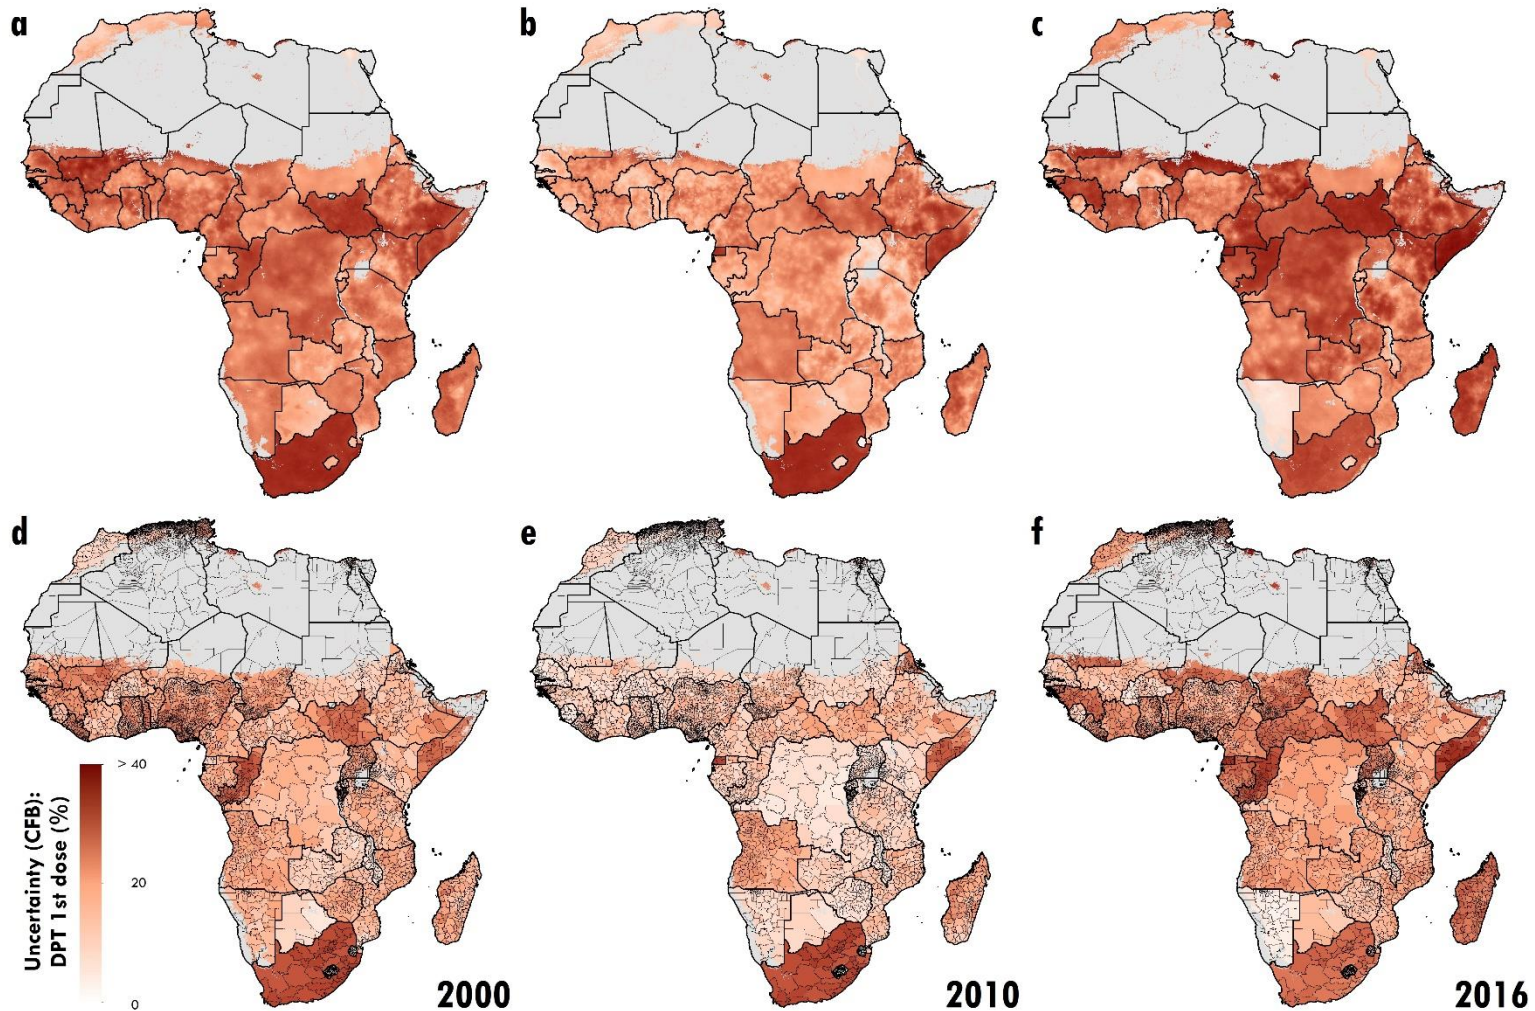 a
b
c
d
e
f
> 40
20
0
Uncertainty (CFB):
DPT 1st dose (%)
2000
2010
2016